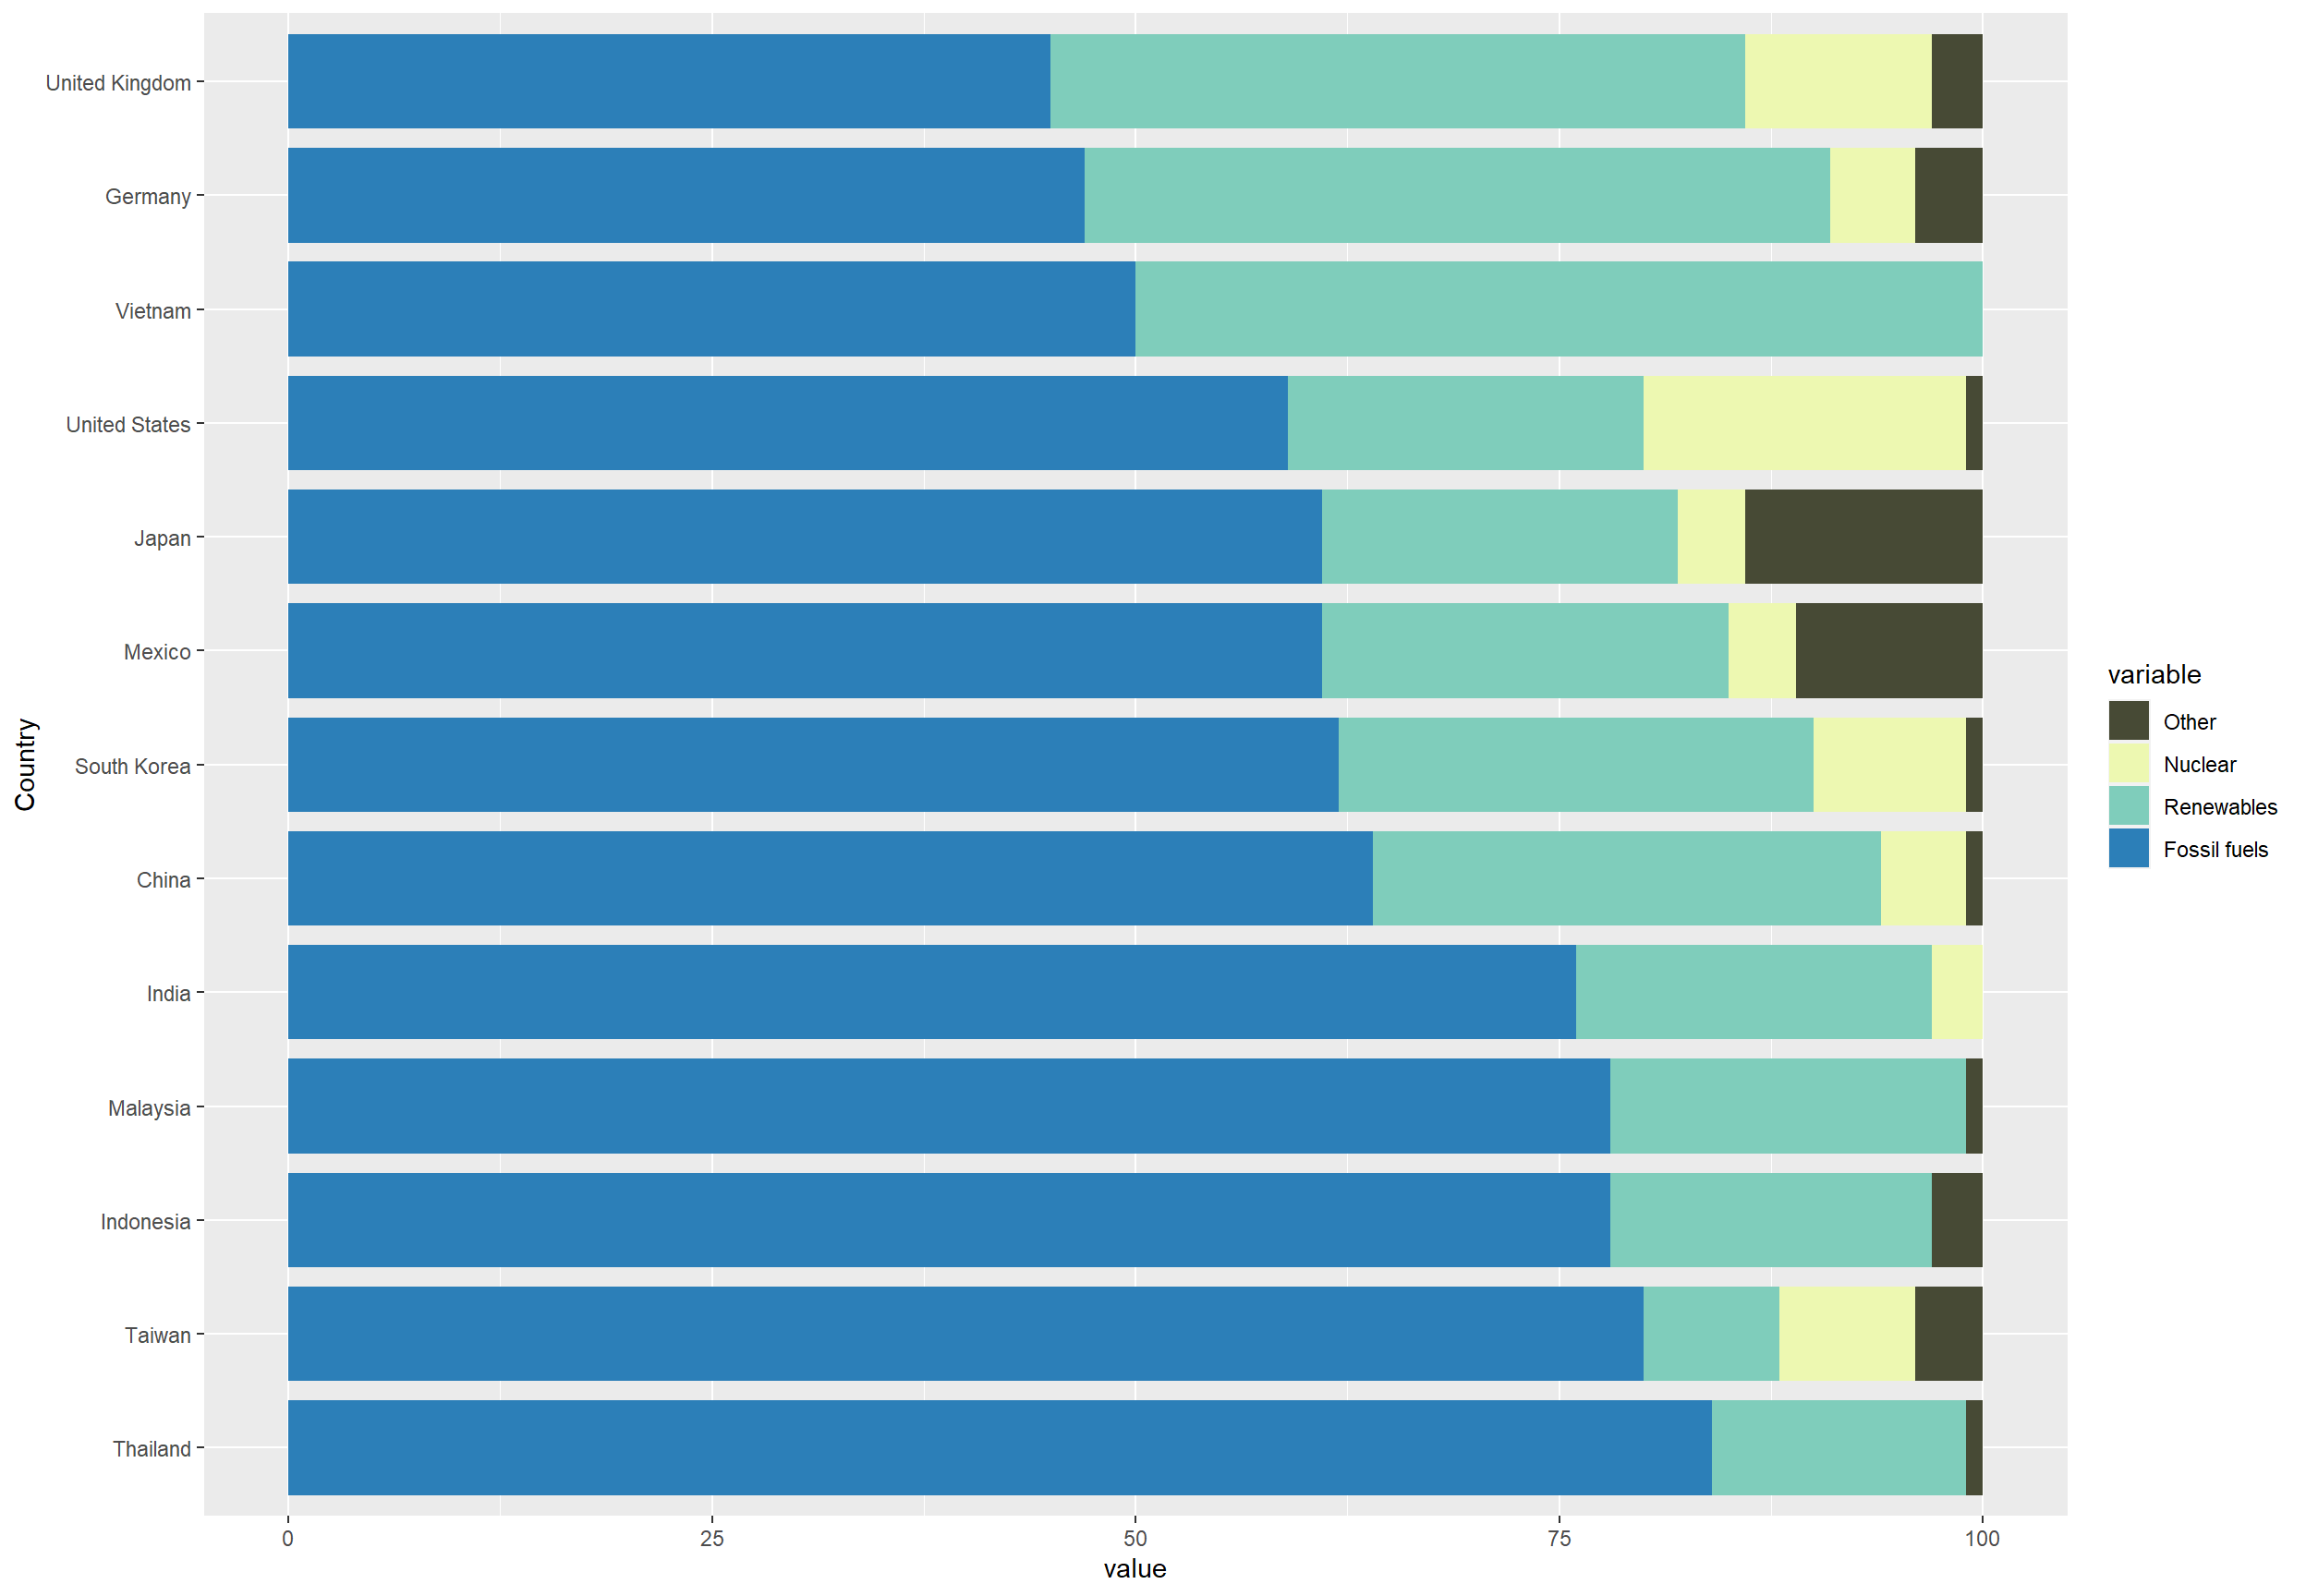 United Kingdom
Germany
Vietnam
United States
Japan
Mexico
South Korea
China
India
Malaysia
Indonesia
Taiwan
Thailand
Country
0 25 50 75 100
value
variable
Other
Nuclear
Renewables
Fossil fuels